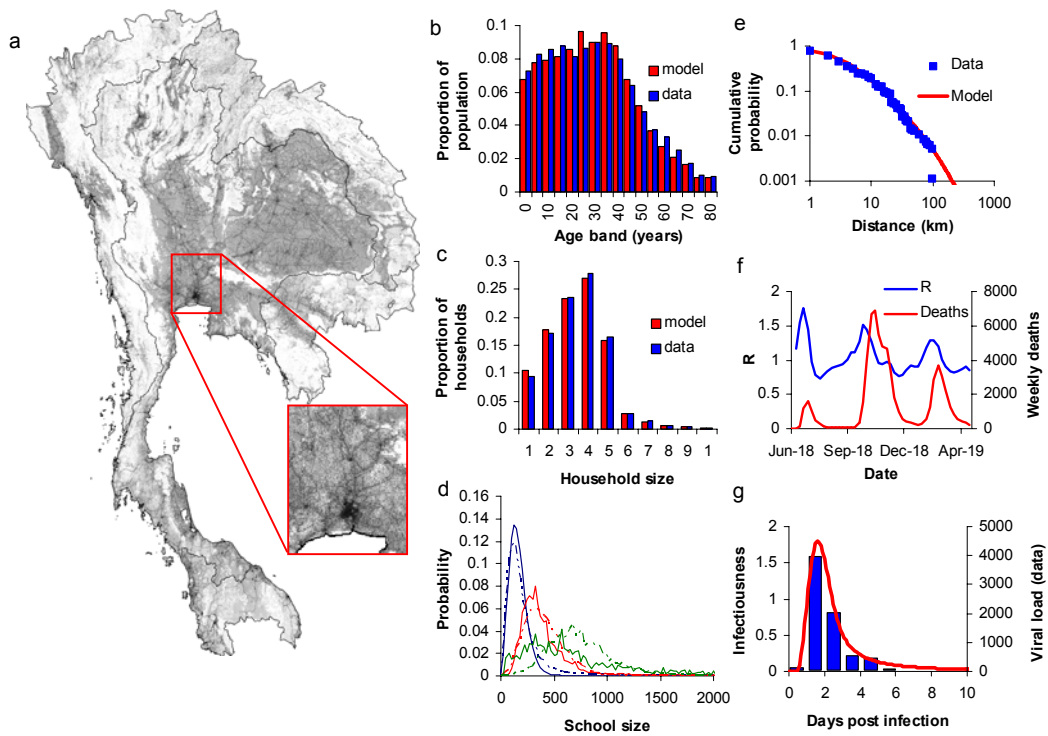 a
b
0.1
0.08
0.06
0.04
0.02
0
Proportion of
population
model
data
0 10 20 30 40 50 60 70 80
Age band (years)
c
0.3
0.25
0.2
0.15
0.1
0.05
0
Proportion of
households
model
data
1 2 3 4 5 6 7 8 9 1
Household size
d
0.16
0.14
0.12
0.1
0.08
0.06
0.04
0.02
0
Probability
0 500 1000 1500 2000
School size
e
1
0.1
0.01
0.001
Cumulative
probability
Data
Model
1 10 100 1000
Distance (km)
f
R
Deaths
2
1.5
1
0.5
0
R
8000
6000
4000
2000
0
Weekly deaths
Jun-18 Sep-18 Dec-18 Apr-19
Date
g
2
1.5
1
0.5
0
Infectiousness
5000
4000
3000
2000
1000
0
Viral load (data)
0 2 4 6 8 10
Days post infection